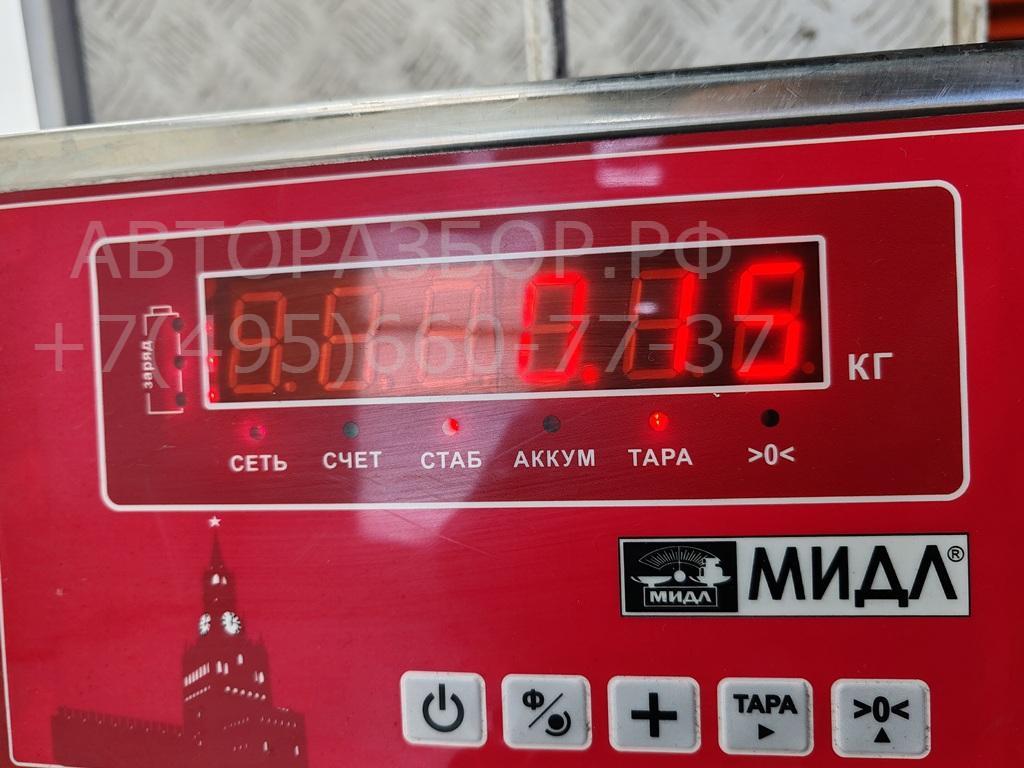 АВТОРАЗБОР.РФ
+7(495)660-77-37
заряд
0.15
КГ
СЕТЬ СЧЕТ СТАБ АККУМ ТАРА >0<
МИДЛ МИДЛ®
Ф/ + ТАРА >0<